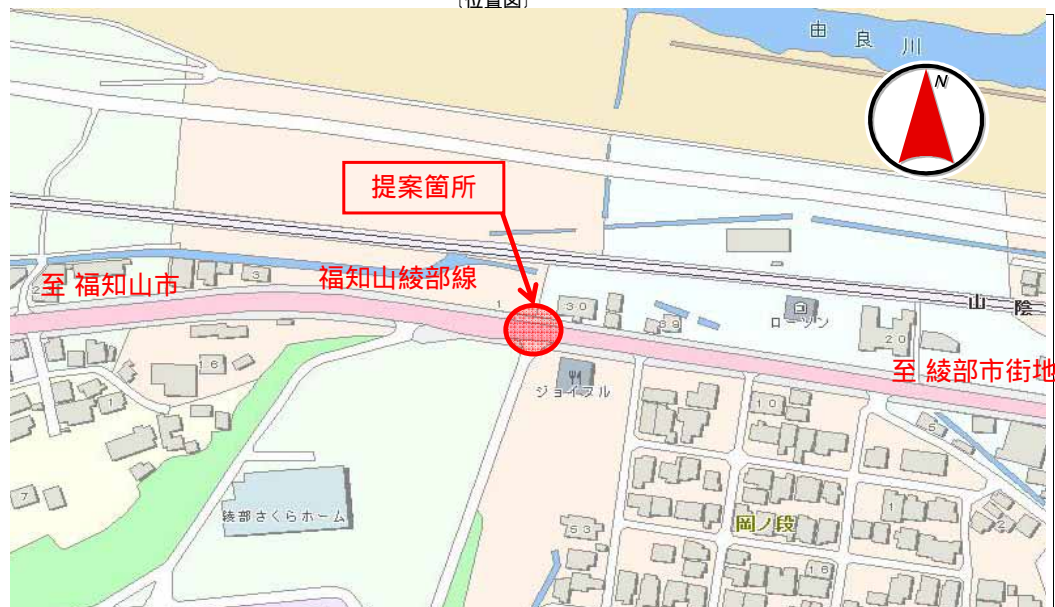 [位置図]
由良川
N
提案箇所
至 福知山市
福知山綾部線
3
1
30
39
ローソン
山陰
20
至 綾部市街地
ジョイフル
16
1
10
5
7
綾部さくらホーム
53
岡ノ段
1
2
16